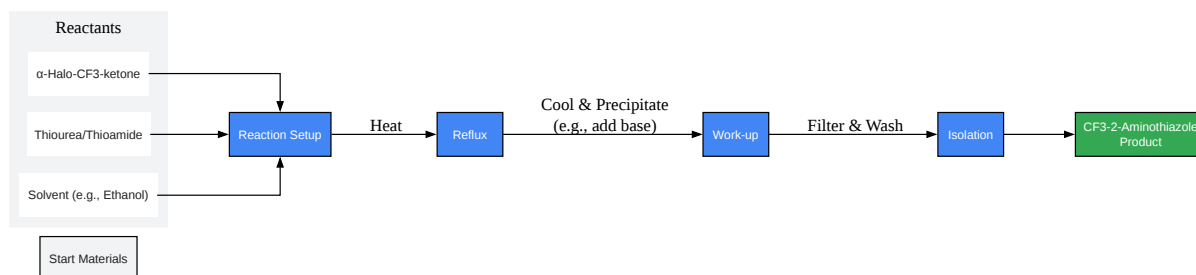 Reactants
α-Halo-CF3-ketone
Thiourea/Thioamide
Solvent (e.g., Ethanol)
Start Materials
Reaction Setup
Heat
Reflux
Cool & Precipitate
(e.g., add base)
Work-up
Filter & Wash
Isolation
CF3-2-Aminothiazole
Product